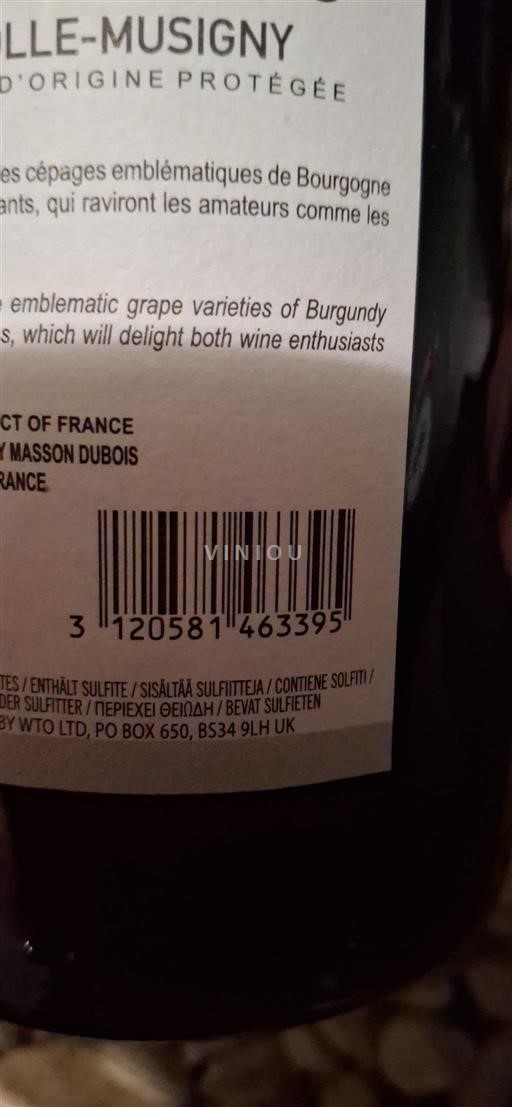 LLE-MUSIGNY
D'ORIGINE PROTÉGÉE
es cépages emblématiques de Bourgogne
ants, qui raviront les amateurs comme les
emblematic grape varieties of Burgundy
s, which will delight both wine enthusiasts
CT OF FRANCE
Y MASSON DUBOIS
RANCE
VINIOU
3 120581 463395
TES / ENTHÄLT SULFITE / SISÄLTÄÄ SULFIITTEJA / CONTIENE SOLFITI /
DER SULFITTER / ΠΕΡΙΕΧΕΙ ΘΕΙΩΔΗ / BEVAT SULFIETEN
BY WTO LTD, PO BOX 650, BS34 9LH UK